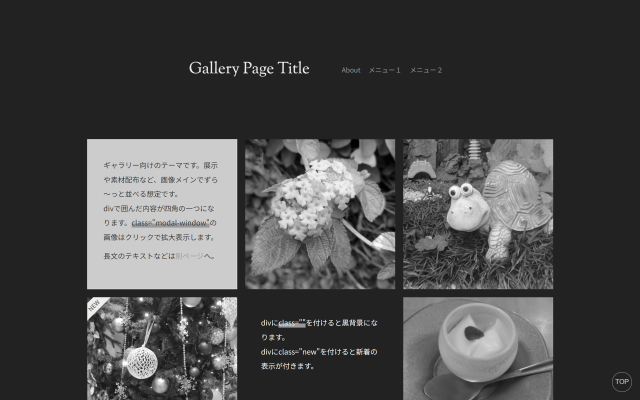 Gallery Page Title
About メニュー1 メニュー2
ギャラリー向けのテーマです。展示
や素材配布など、画像メインでずら
〜っと並べる想定です。
divで囲んだ内容が四角の一つにな
ります。class="modal-window"の
画像はクリックで拡大表示します。
長文のテキストなどは別ページへ。
NEW
divにclass=""を付けると黒背景にな
ります。
divにclass="new"を付けると新着の
表示が付きます。
TOP